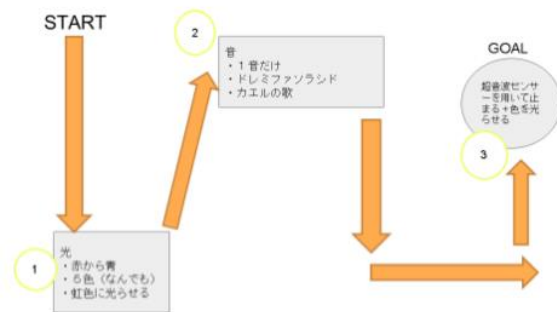 START
1
光
・赤から青
・５色（なんでも）
・虹色に光らせる
2
音
・１音だけ
・ドレミファソラシド
・カエルの歌
GOAL
超音波センサ
ーを用いて止
まる＋色を光
らせる
3